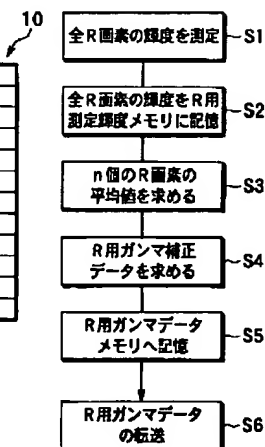 10
全R画素の輝度を測定
S1
全R画素の輝度をR用
測定輝度メモリに記憶
S2
n個のR画素の
平均値を求める
S3
R用ガンマ補正
データを求める
S4
R用ガンマデータ
メモリへ記憶
S5
R用ガンマデータ
の転送
S6